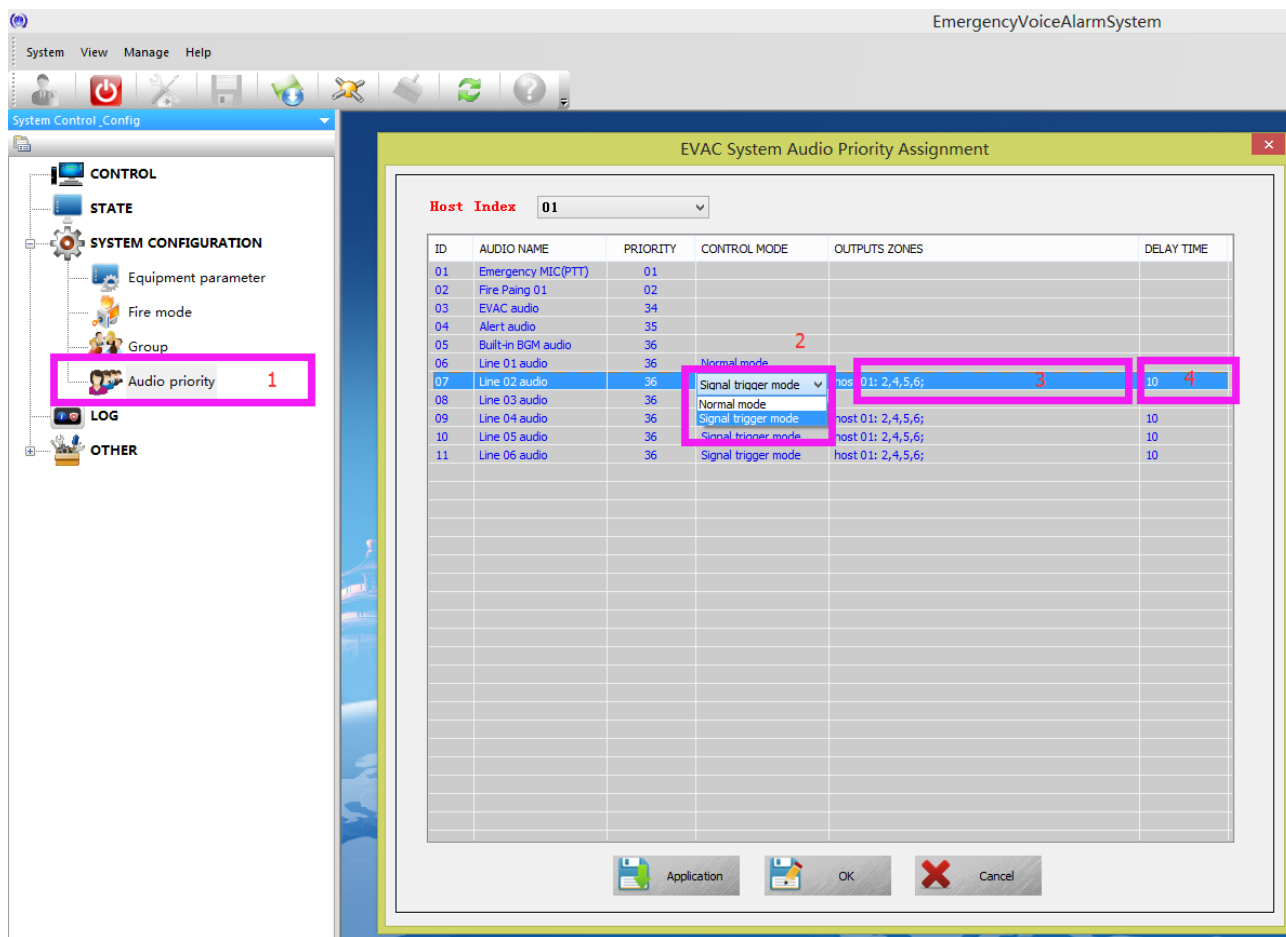 EmergencyVoiceAlarmSystem
System View Manage Help
System Control _Config
CONTROL
STATE
SYSTEM CONFIGURATION
Equipment parameter
Fire mode
Group
Audio priority 1
LOG
OTHER
EVAC System Audio Priority Assignment
Host Index 01
ID AUDIO NAME PRIORITY CONTROL MODE OUTPUTS ZONES DELAY TIME
01 Emergency MIC(PTT) 01
02 Fire Paing 01 02
03 EVAC audio 34
04 Alert audio 35
05 Built-in BGM audio 36
2
06 Line 01 audio 36 Normal mode
07 Line 02 audio 36 Signal trigger mode host 01: 2,4,5,6; 3 10 4
Normal mode
08 Line 03 audio 36
Signal trigger mode
09 Line 04 audio 36 host 01: 2,4,5,6; 10
10 Line 05 audio 36 Signal trigger mode host 01: 2,4,5,6; 10
11 Line 06 audio 36 Signal trigger mode host 01: 2,4,5,6; 10
Application OK Cancel